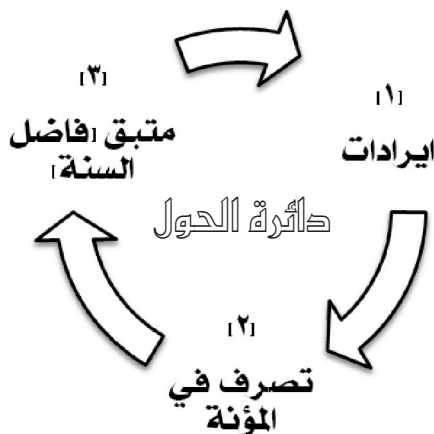 [١]
ايرادات
[٢]
تصرف في
المؤنة
[٣]
متبق [فاضل
السنة]
دائرة الحول